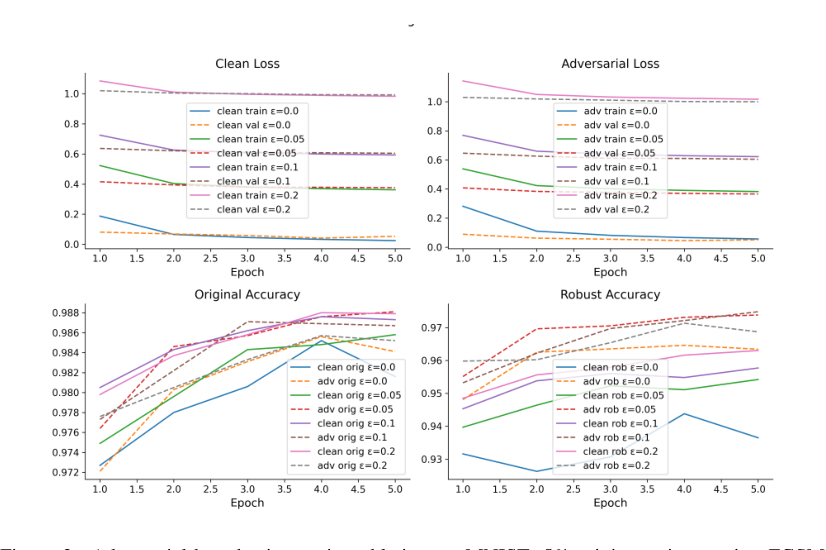 Clean Loss
1.0
0.8
0.6
0.4
0.2
0.0
clean train ε=0.0
clean val ε=0.0
clean train ε=0.05
clean val ε=0.05
clean train ε=0.1
clean val ε=0.1
clean train ε=0.2
clean val ε=0.2
1.0 1.5 2.0 2.5 3.0 3.5 4.0 4.5 5.0
Epoch
Adversarial Loss
1.0
0.8
0.6
0.4
0.2
0.0
adv train ε=0.0
adv val ε=0.0
adv train ε=0.05
adv val ε=0.05
adv train ε=0.1
adv val ε=0.1
adv train ε=0.2
adv val ε=0.2
1.0 1.5 2.0 2.5 3.0 3.5 4.0 4.5 5.0
Epoch
Original Accuracy
0.988
0.986
0.984
0.982
0.980
0.978
0.976
0.974
0.972
clean orig ε=0.0
adv orig ε=0.0
clean orig ε=0.05
adv orig ε=0.05
clean orig ε=0.1
adv orig ε=0.1
clean orig ε=0.2
adv orig ε=0.2
1.0 1.5 2.0 2.5 3.0 3.5 4.0 4.5 5.0
Epoch
Robust Accuracy
0.97
0.96
0.95
0.94
0.93
clean rob ε=0.0
adv rob ε=0.0
clean rob ε=0.05
adv rob ε=0.05
clean rob ε=0.1
adv rob ε=0.1
clean rob ε=0.2
adv rob ε=0.2
1.0 1.5 2.0 2.5 3.0 3.5 4.0 4.5 5.0
Epoch